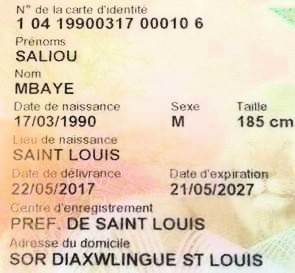 N° de la carte d'identité
1 04 19900317 00010 6
Prénoms
SALIOU
Nom
MBAYE
Date de naissance Sexe Taille
17/03/1990 M 185 cm
Lieu de naissance
SAINT LOUIS
Date de délivrance Date d'expiration
22/05/2017 21/05/2027
Centre d'enregistrement
PREF. DE SAINT LOUIS
Adresse du domicile
SOR DIAXWLINGUE ST LOUIS